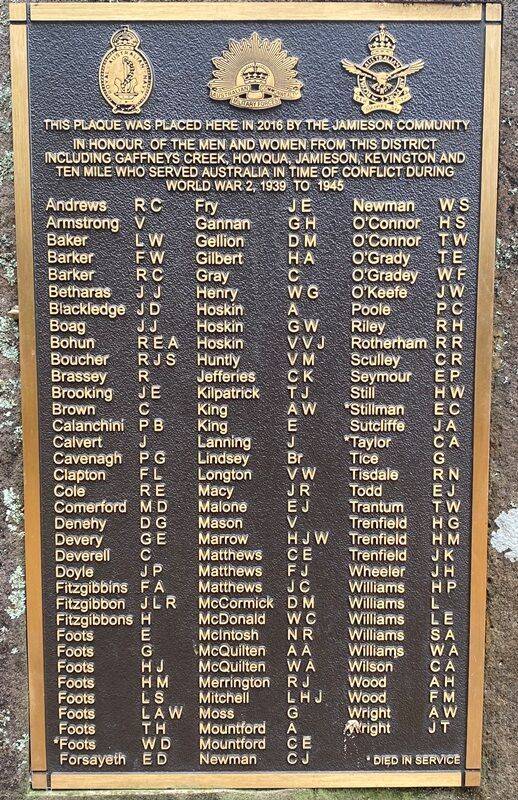 THIS PLAQUE WAS PLACED HERE IN 2016 BY THE JAMIESON COMMUNITY
IN HONOUR OF THE MEN AND WOMEN FROM THIS DISTRICT
INCLUDING GAFFNEYS CREEK, HOWQUA, JAMIESON, KEVINGTON AND
TEN MILE WHO SERVED AUSTRALIA IN TIME OF CONFLICT DURING
WORLD WAR 2, 1939 TO 1945
Andrews R C
Armstrong V
Baker L W
Barker F W
Barker R C
Betharas J J
Blackledge J D
Boag J J
Bohun R E A
Boucher R J S
Brassey R
Brooking J E
Brown C
Calanchini P B
Calvert J
Cavenagh P G
Clapton F L
Cole R E
Comerford M D
Denehy D G
Devery G E
Deverell C
Doyle J P
Fitzgibbins F A
Fitzgibbon J L R
Fitzgibbons H
Foots E
Foots G
Foots H J
Foots H M
Foots L S
Foots L A W
Foots T H
*Foots W D
Forsayeth E D
Fry J E
Gannan G H
Gellion D M
Gilbert H A
Gray C
Henry W G
Hoskin A
Hoskin G W
Hoskin V V J
Huntly V M
Jefferies C K
Kilpatrick T J
King A W
King E
Lanning J
Lindsey Br
Longton V W
Macy J R
Malone E J
Mason V
Marrow H J W
Matthews C E
Matthews F J
Matthews J C
McCormick D M
McDonald W C
McIntosh N R
McQuilten A A
McQuilten W A
Merrington R J
Mitchell L H J
Moss G
Mountford A
Mountford C E
Newman C J
Newman W S
O'Connor H S
O'Connor T W
O'Grady T E
O'Gradey W F
O'Keefe J W
Poole P C
Riley R H
Rotherham R R
Sculley C R
Seymour E P
Still H W
*Stillman E C
Sutcliffe J A
*Taylor C A
Tice G
Tisdale R N
Todd E J
Trantum T W
Trenfield H G
Trenfield H M
Trenfield J K
Wheeler J H
Williams H P
Williams L
Williams L E
Williams S A
Williams W A
Wilson C A
Wood A H
Wood F M
Wright A W
Wright J T
* DIED IN SERVICE